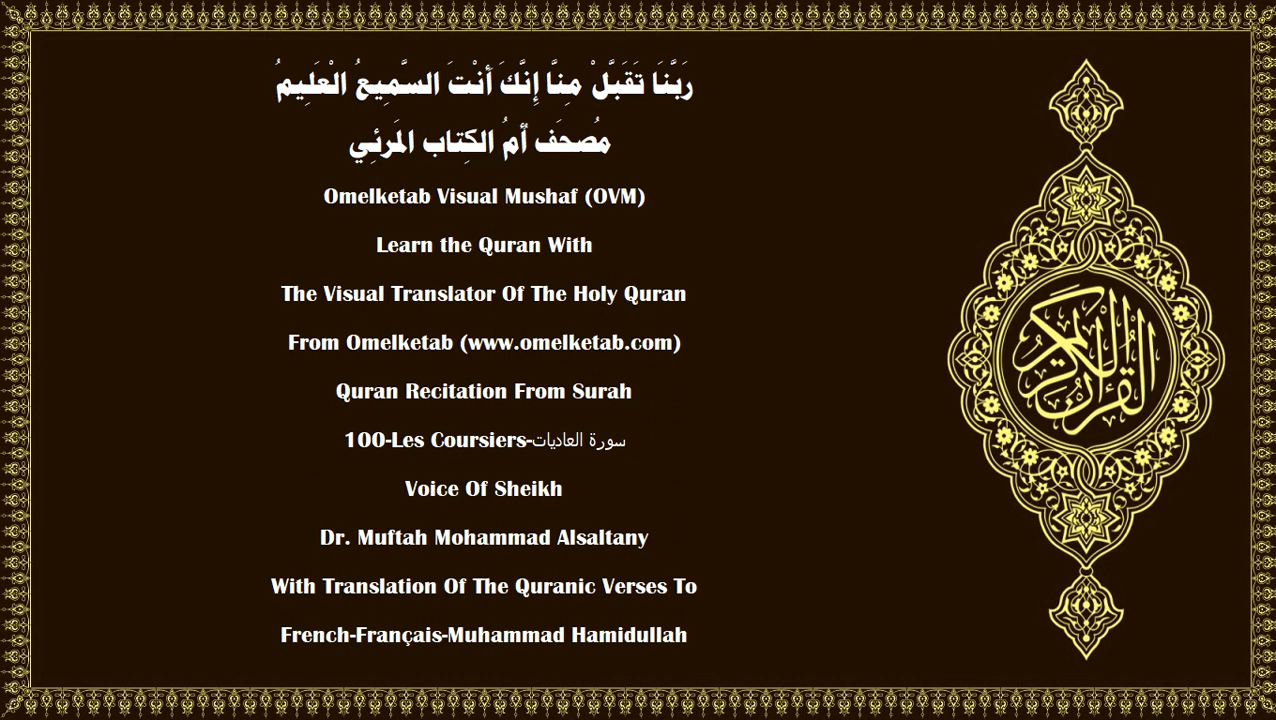 رَبَّنَا تَقَبَّلْ مِنَّا إِنَّكَ أَنْتَ السَّمِيعُ الْعَلِيمُ
مُصحَف أمُ الكِتاب المَرئِي
Omelketab Visual Mushaf (OVM)
Learn the Quran With
The Visual Translator Of The Holy Quran
From Omelketab (www.omelketab.com)
Quran Recitation From Surah
100-Les Coursiers-سورة العاديات
Voice Of Sheikh
Dr. Muftah Mohammad Alsaltany
With Translation Of The Quranic Verses To
French-Français-Muhammad Hamidullah
القرآن الكريم